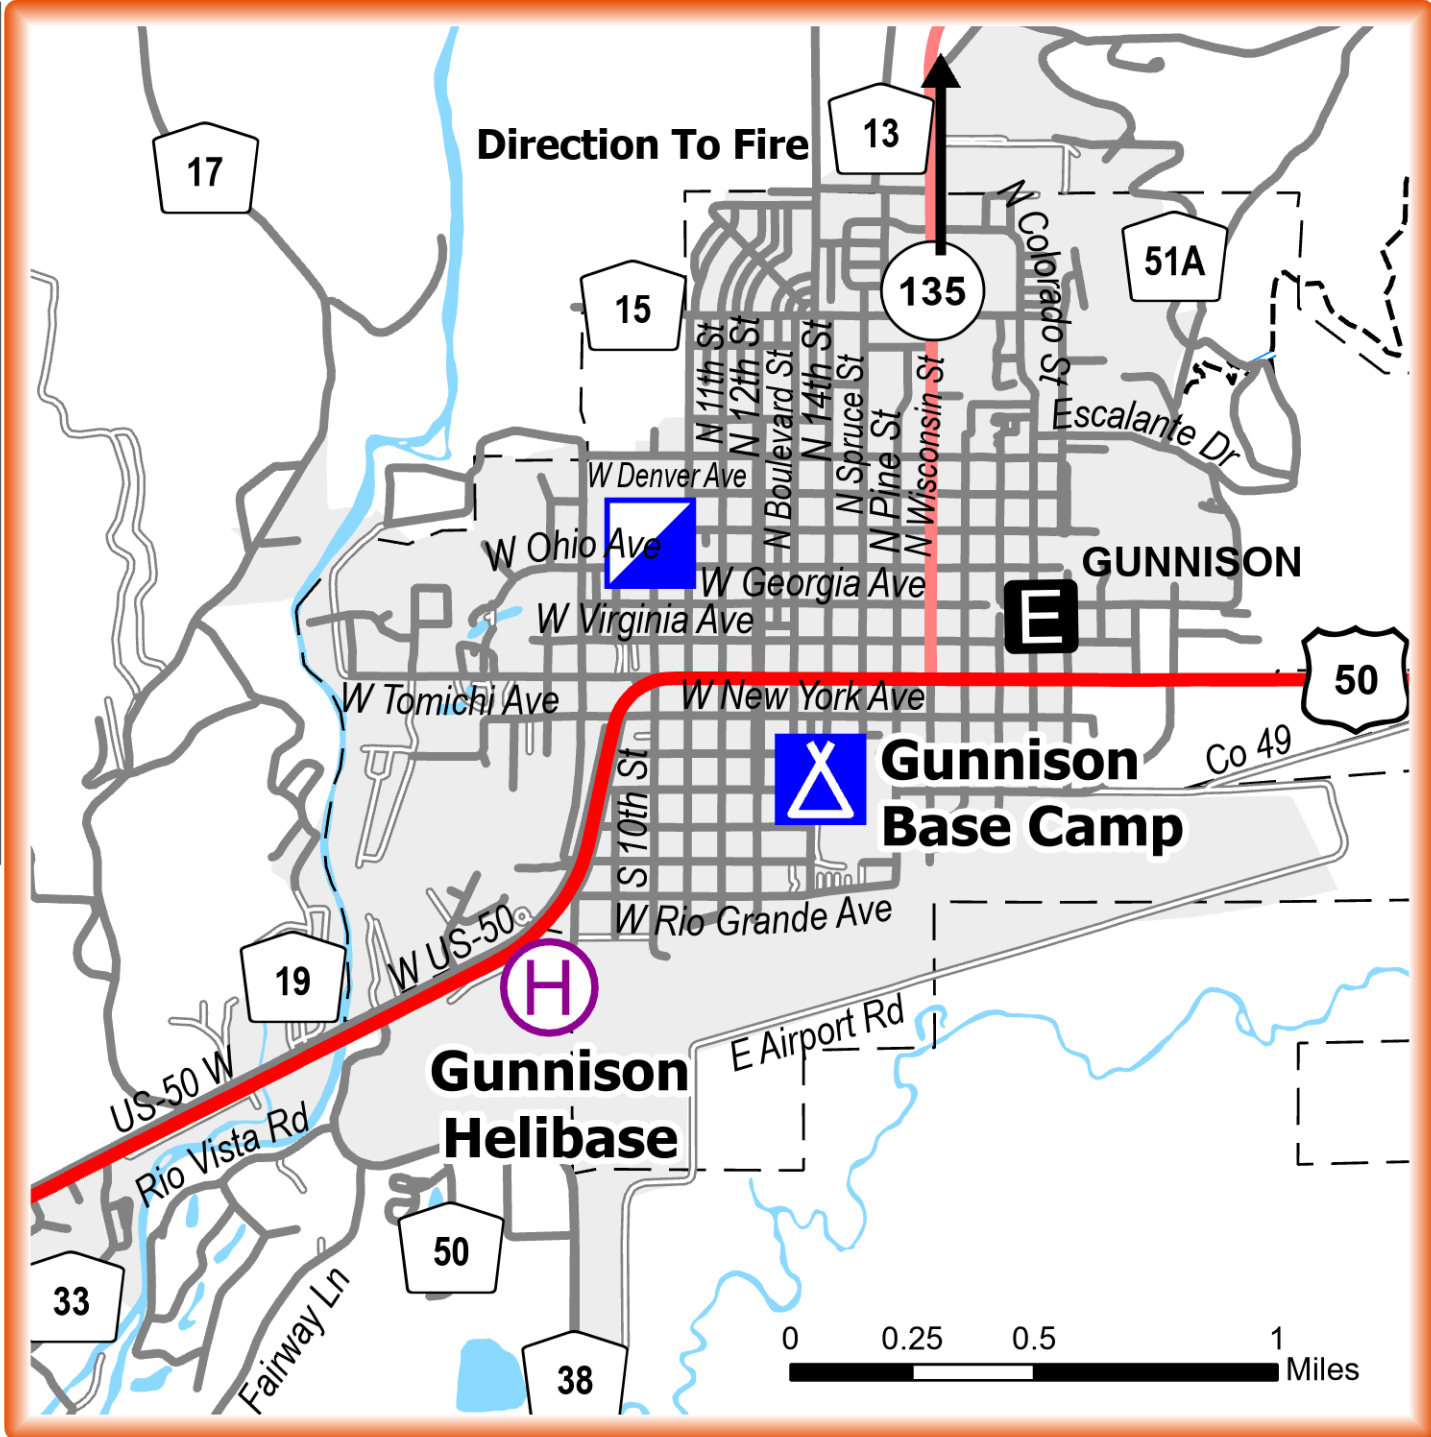 17
Direction To Fire
13
N Colorado St
51A
15
135
N 11th St
N 12th St
N Boulevard St
N 14th St
N Spruce St
N Pine St
N Wisconsin St
Escalante Dr
W Denver Ave
W Ohio Ave
W Georgia Ave
GUNNISON
E
W Virginia Ave
50
W Tomichi Ave
W New York Ave
Co 49
Gunnison
Base Camp
S 10th St
W Rio Grande Ave
W US-50
19
H
E Airport Rd
Gunnison
Helibase
US-50 W
Rio Vista Rd
50
33
Fairway Ln
38
0 0.25 0.5 1
Miles